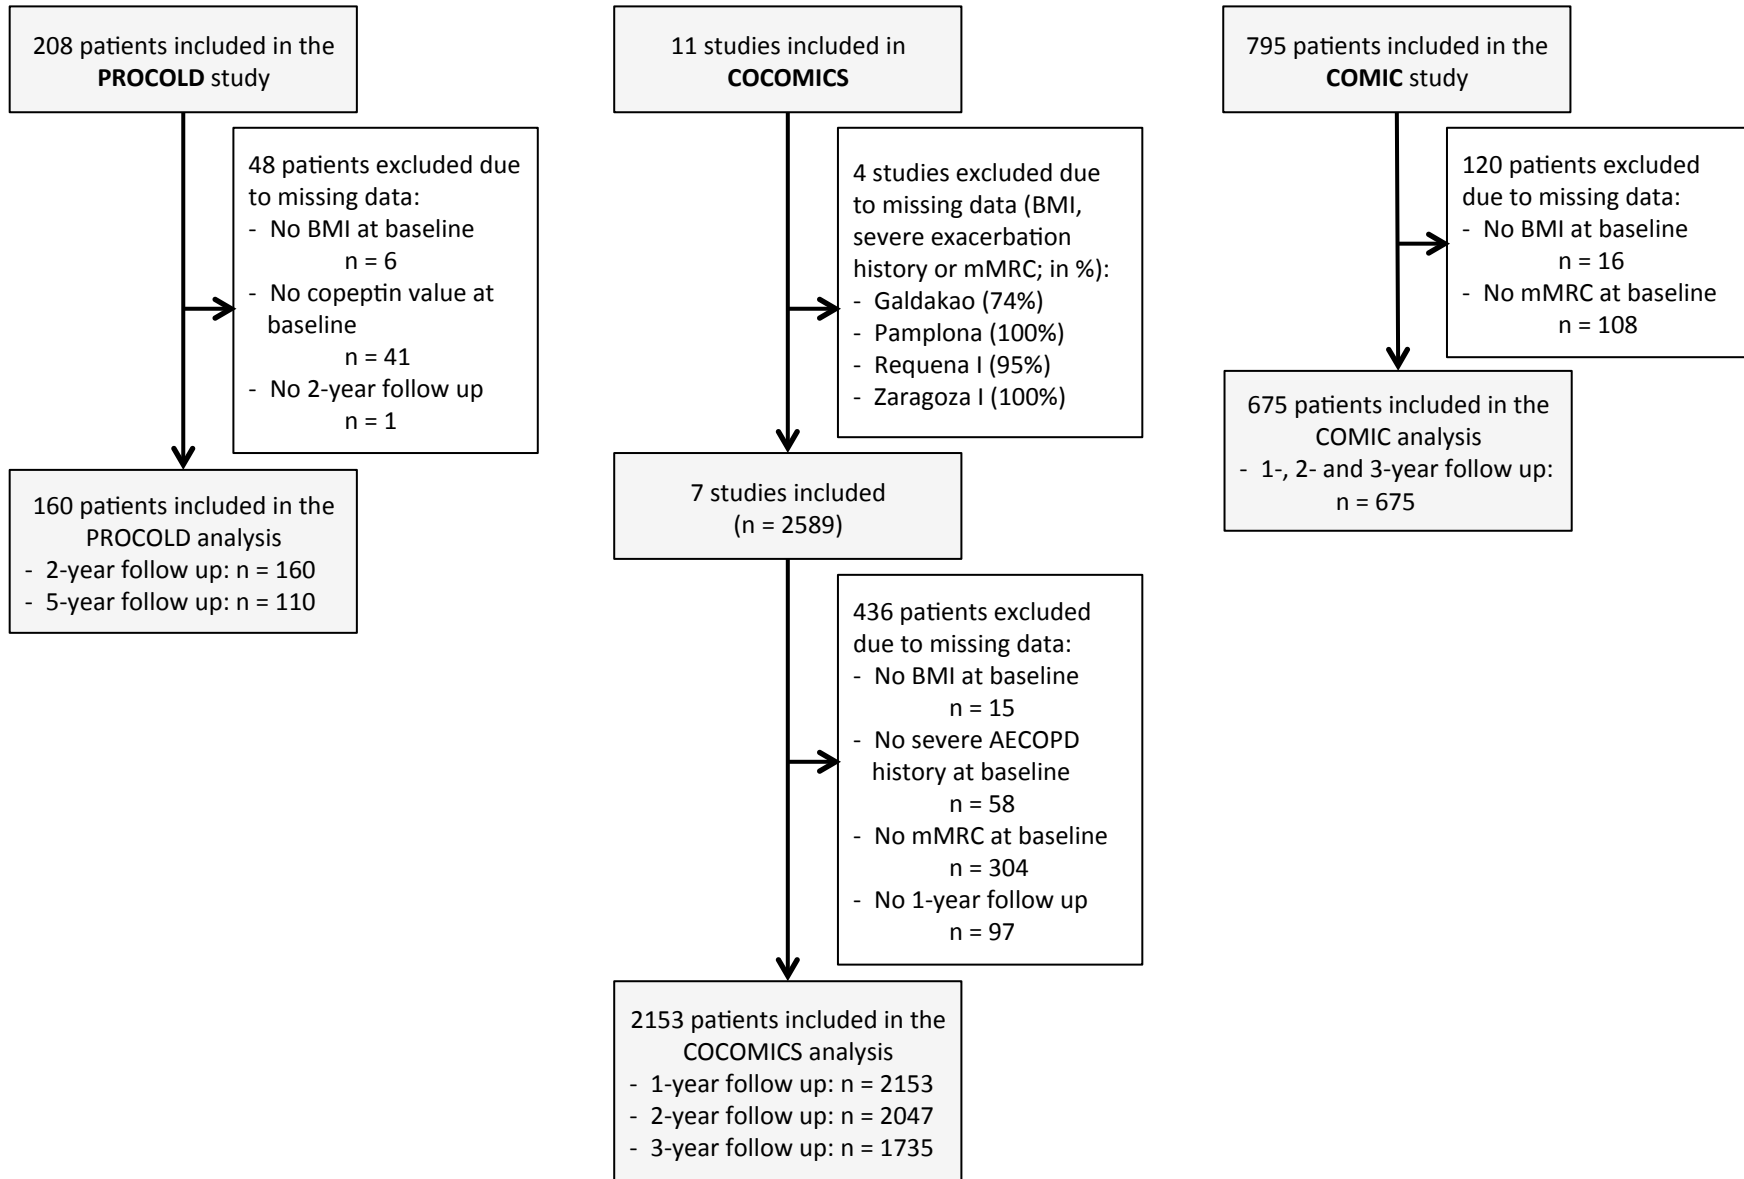 208 patients included in the
PROCOLD study
48 patients excluded due
to missing data:
- No BMI at baseline
n = 6
- No copeptin value at
baseline
n = 41
- No 2-year follow up
n = 1
160 patients included in the
PROCOLD analysis
- 2-year follow up: n = 160
- 5-year follow up: n = 110
11 studies included in
COCOMICS
4 studies excluded due
to missing data (BMI,
severe exacerbation
history or mMRC; in %):
- Galdakao (74%)
- Pamplona (100%)
- Requena I (95%)
- Zaragoza I (100%)
7 studies included
(n = 2589)
436 patients excluded
due to missing data:
- No BMI at baseline
n = 15
- No severe AECOPD
history at baseline
n = 58
- No mMRC at baseline
n = 304
- No 1-year follow up
n = 97
2153 patients included in the
COCOMICS analysis
- 1-year follow up: n = 2153
- 2-year follow up: n = 2047
- 3-year follow up: n = 1735
795 patients included in the
COMIC study
120 patients excluded
due to missing data:
- No BMI at baseline
n = 16
- No mMRC at baseline
n = 108
675 patients included in the
COMIC analysis
- 1-, 2- and 3-year follow up:
n = 675